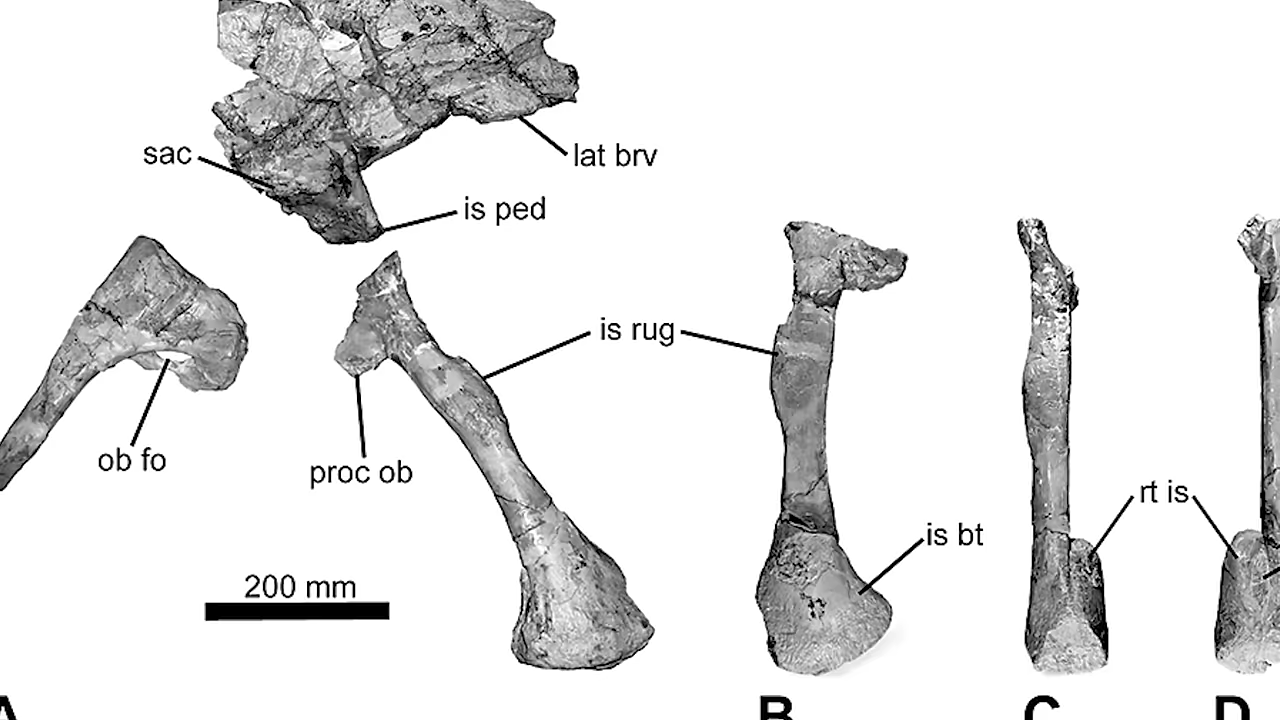 sac
lat brv
is ped
is rug
ob fo
proc ob
rt is
is bt
200 mm
A
B
C
D